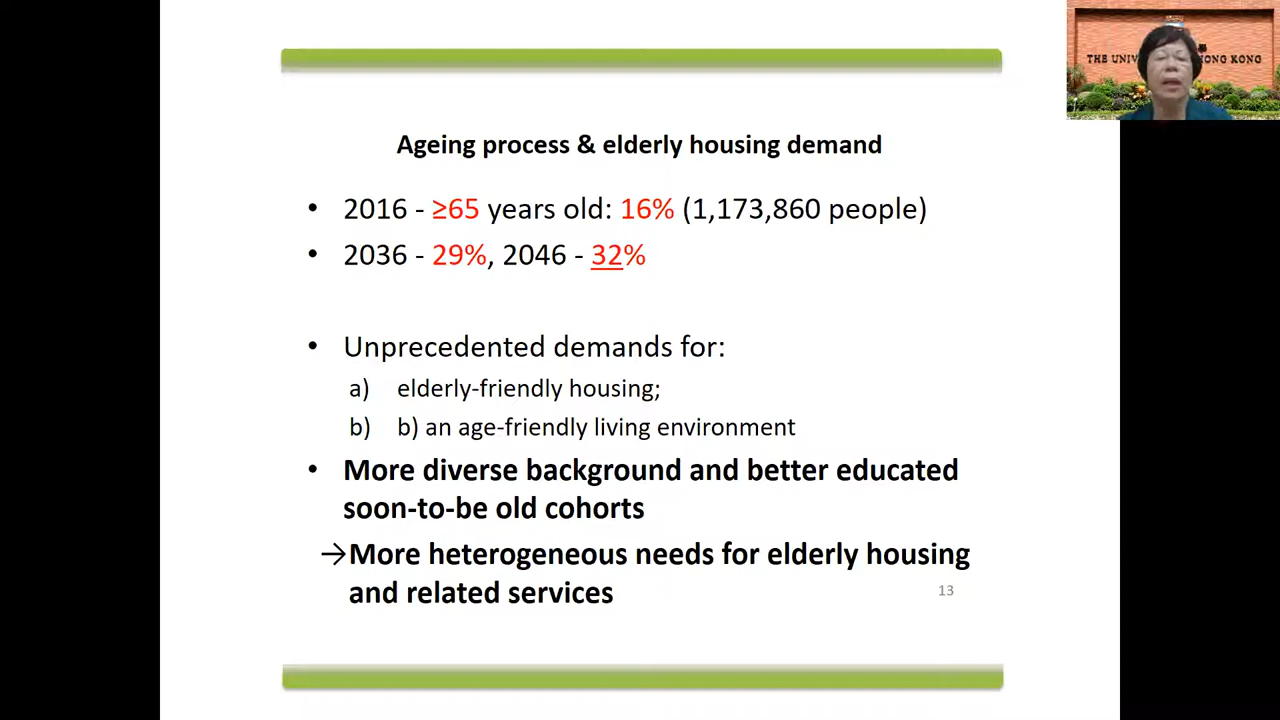 THE UNIV HONG KONG
Ageing process & elderly housing demand
• 2016 - ≥65 years old: 16% (1,173,860 people)
• 2036 - 29%, 2046 - 32%
• Unprecedented demands for:
a) elderly-friendly housing;
b) b) an age-friendly living environment
• More diverse background and better educated
soon-to-be old cohorts
→More heterogeneous needs for elderly housing
and related services
13